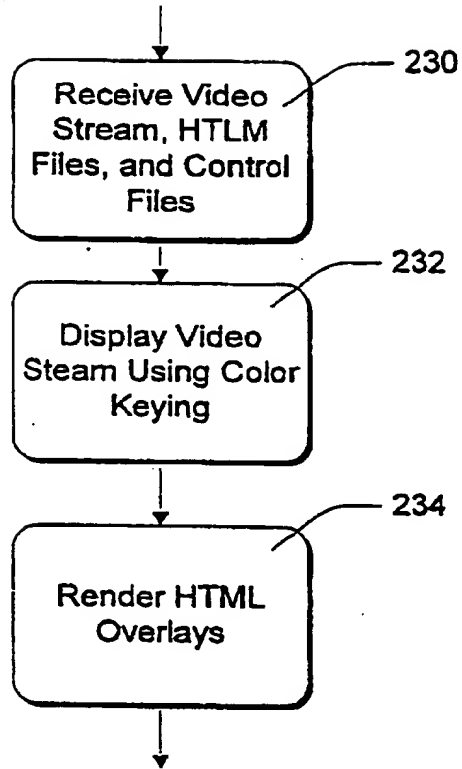 230
Receive Video
Stream, HTLM
Files, and Control
Files
232
Display Video
Steam Using Color
Keying
234
Render HTML
Overlays